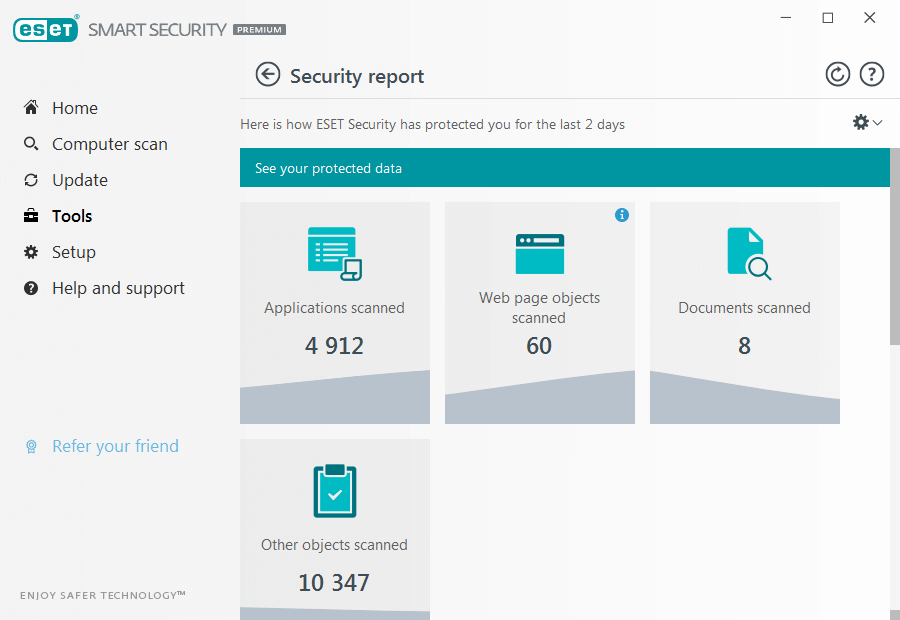 eseT® SMART SECURITY PREMIUM
Security report
Home
Computer scan
Update
Tools
Setup
Help and support
Refer your friend
ENJOY SAFER TECHNOLOGY™
Here is how ESET Security has protected you for the last 2 days
See your protected data
Applications scanned
4 912
Web page objects
scanned
60
Documents scanned
8
Other objects scanned
10 347